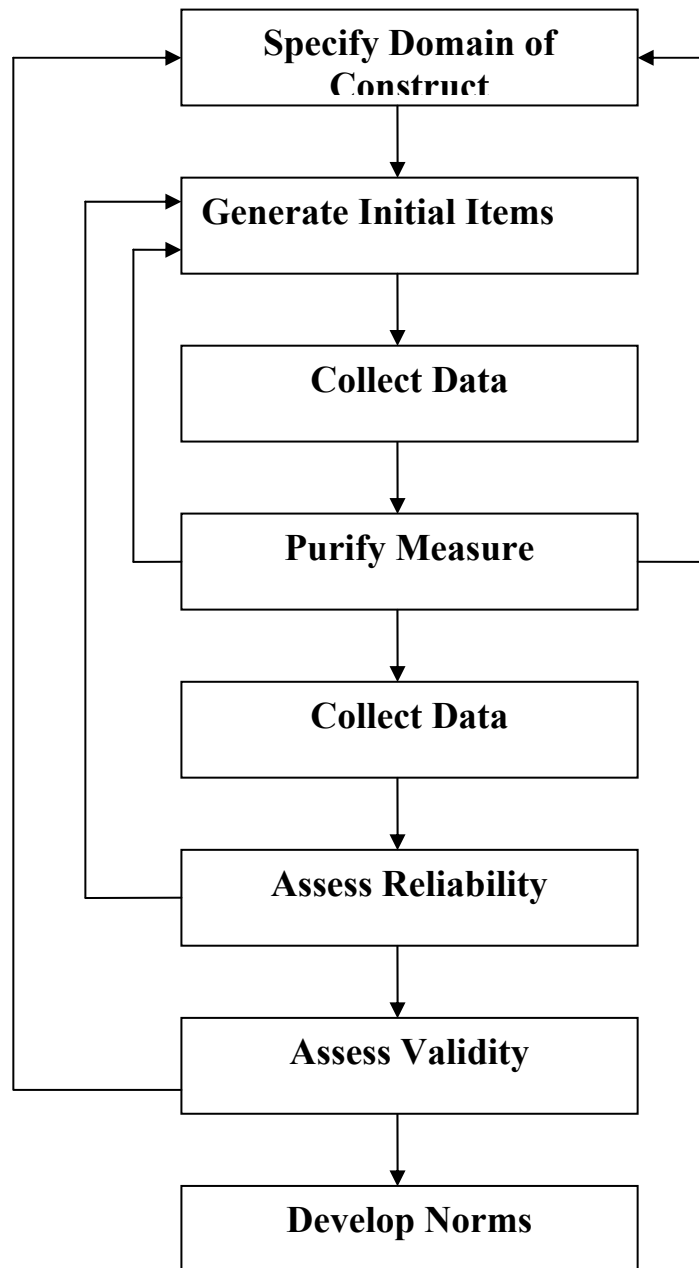 Specify Domain of
Construct
Generate Initial Items
Collect Data
Purify Measure
Collect Data
Assess Reliability
Assess Validity
Develop Norms